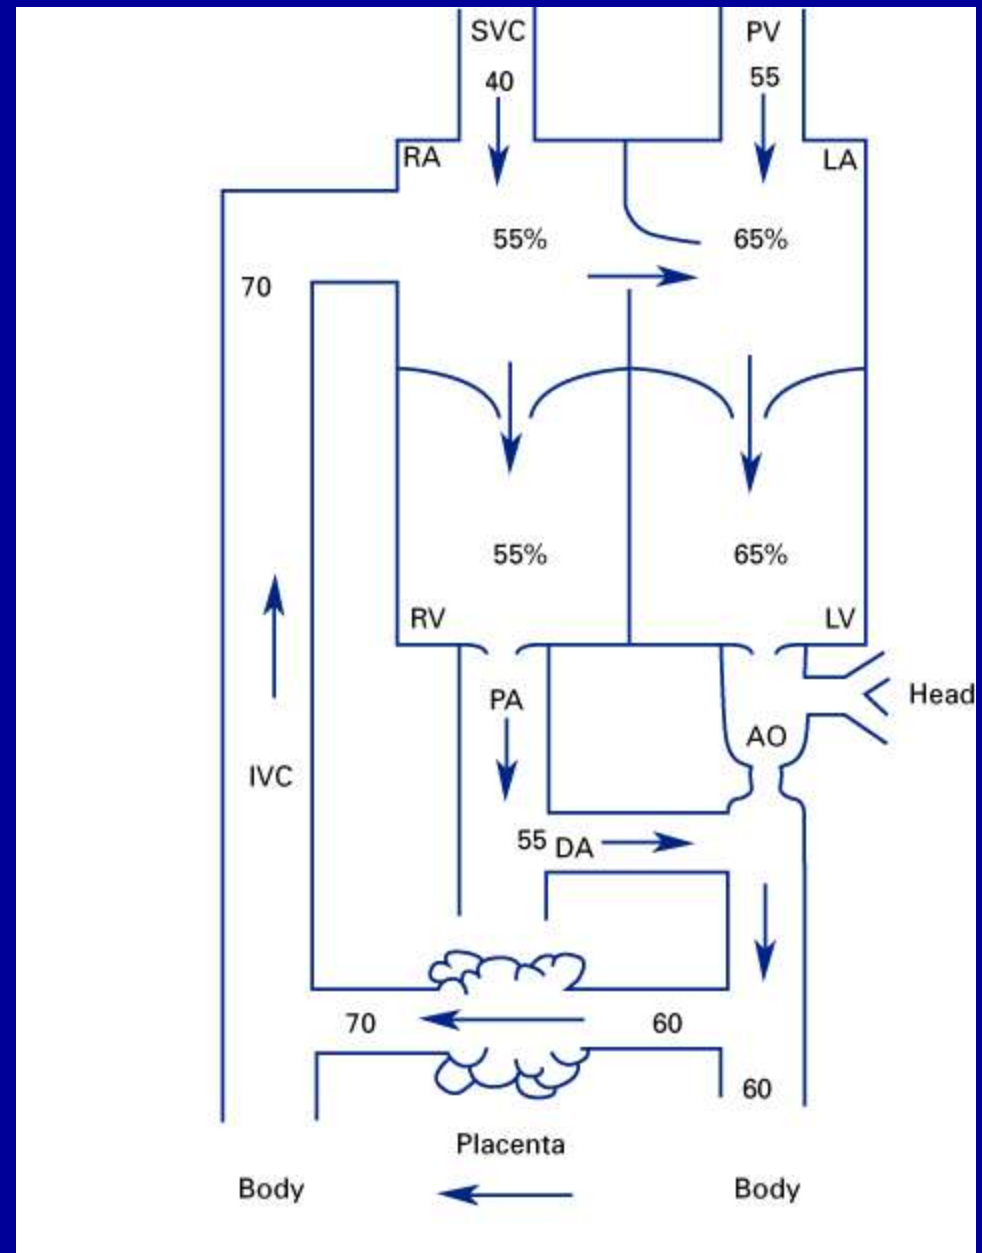 SVC
PV
40
55
RA
LA
55%
65%
70
55%
65%
RV
LV
PA
Head
AO
IVC
55 DA
70
60
60
Placenta
Body
Body